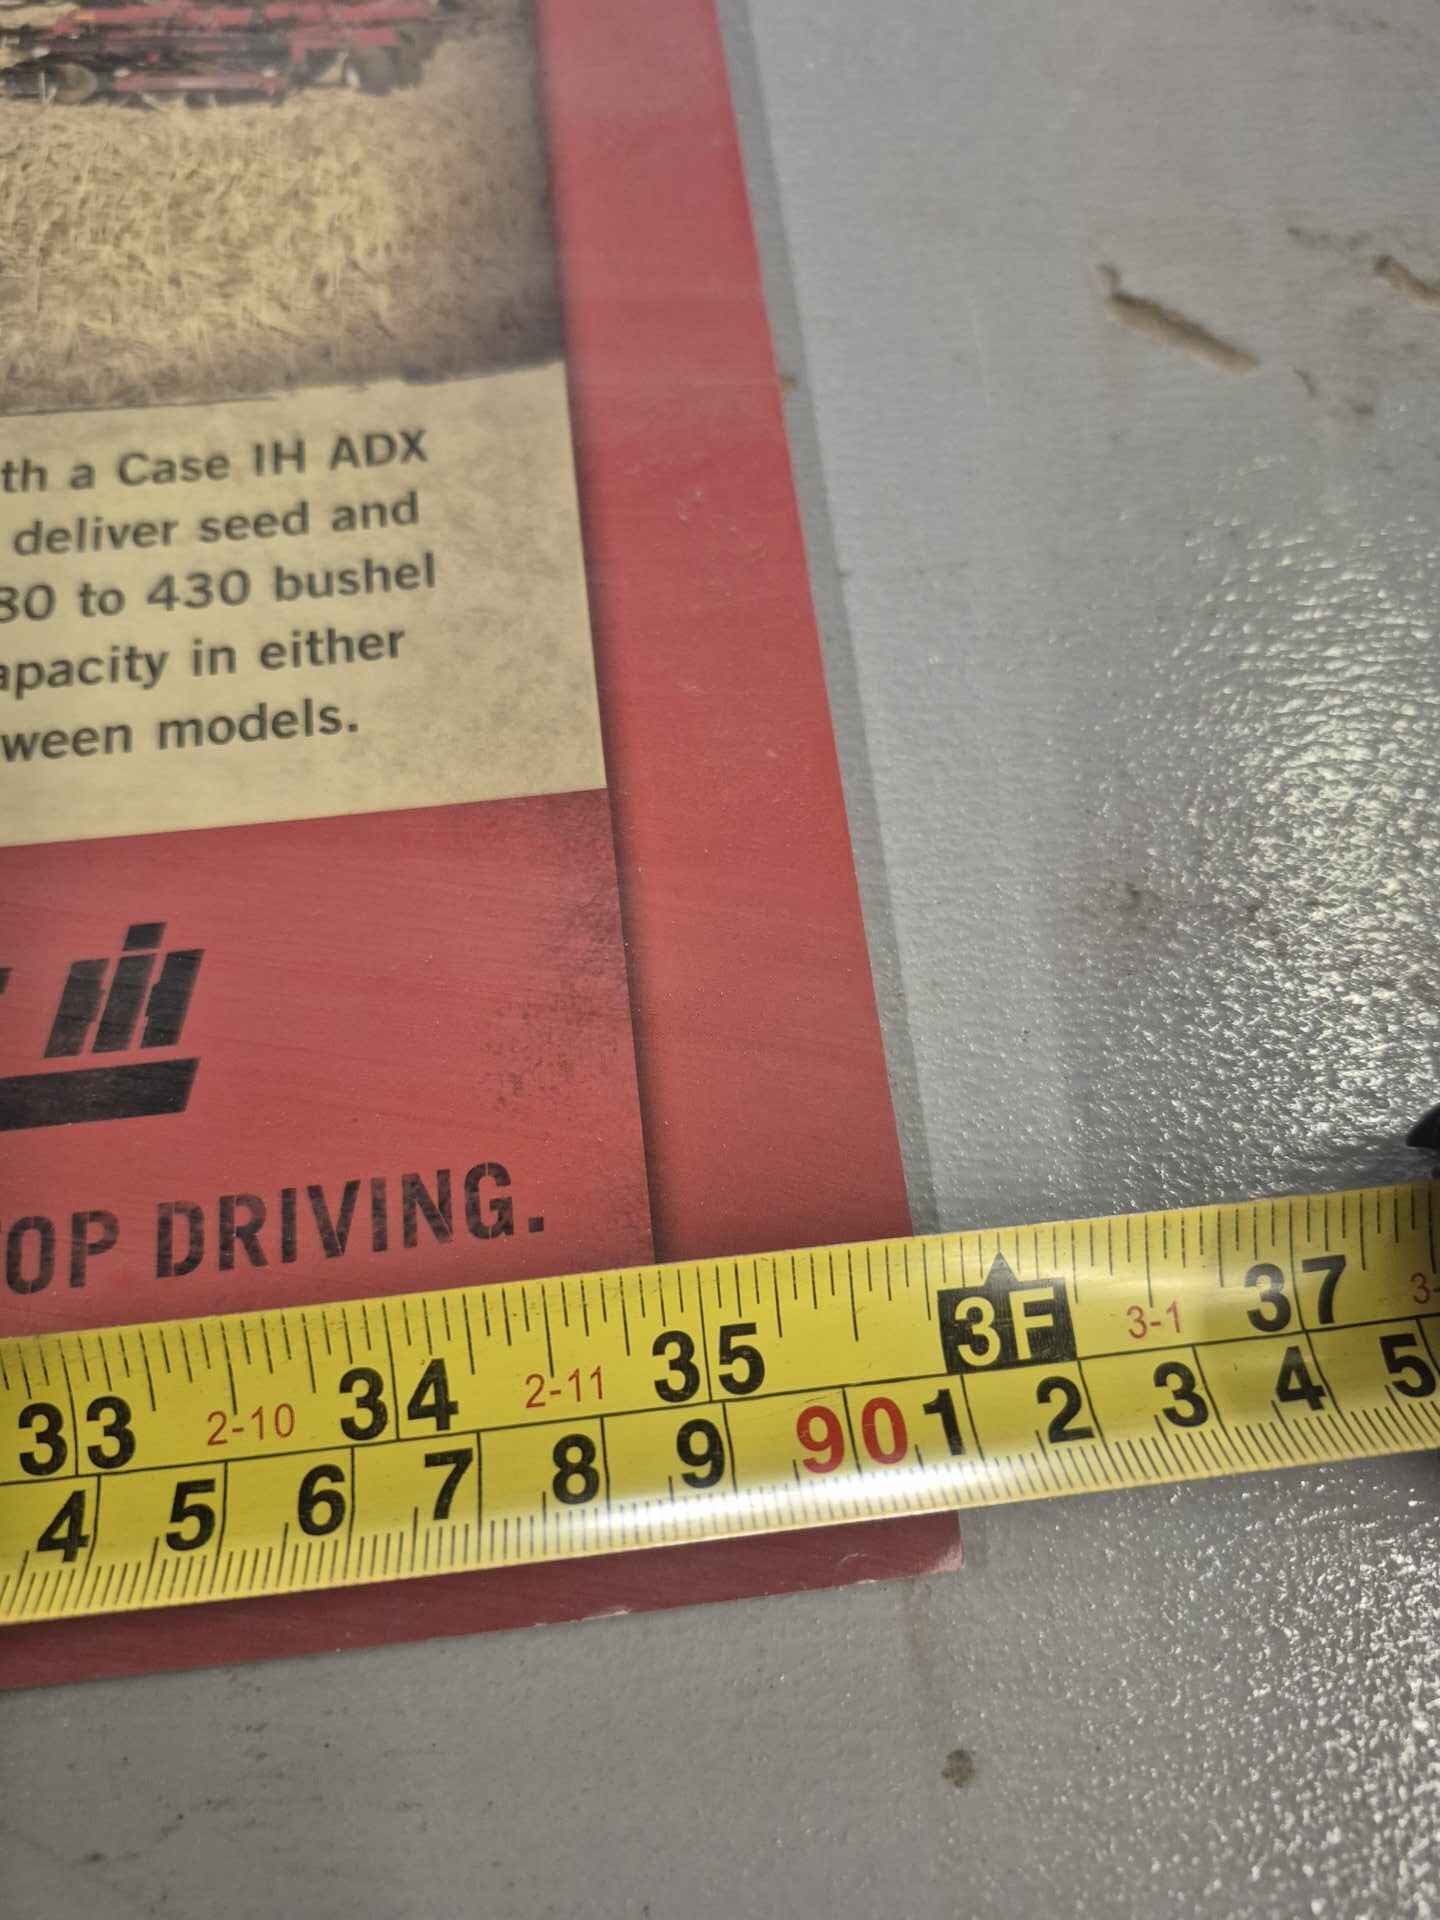 th a Case IH ADX
deliver seed and
30 to 430 bushel
apacity in either
ween models.
IH
OP DRIVING.
33 2-10 34 2-11 35 3F 3-1 37 3-
4 5 6 7 8 9 90 1 2 3 4 5